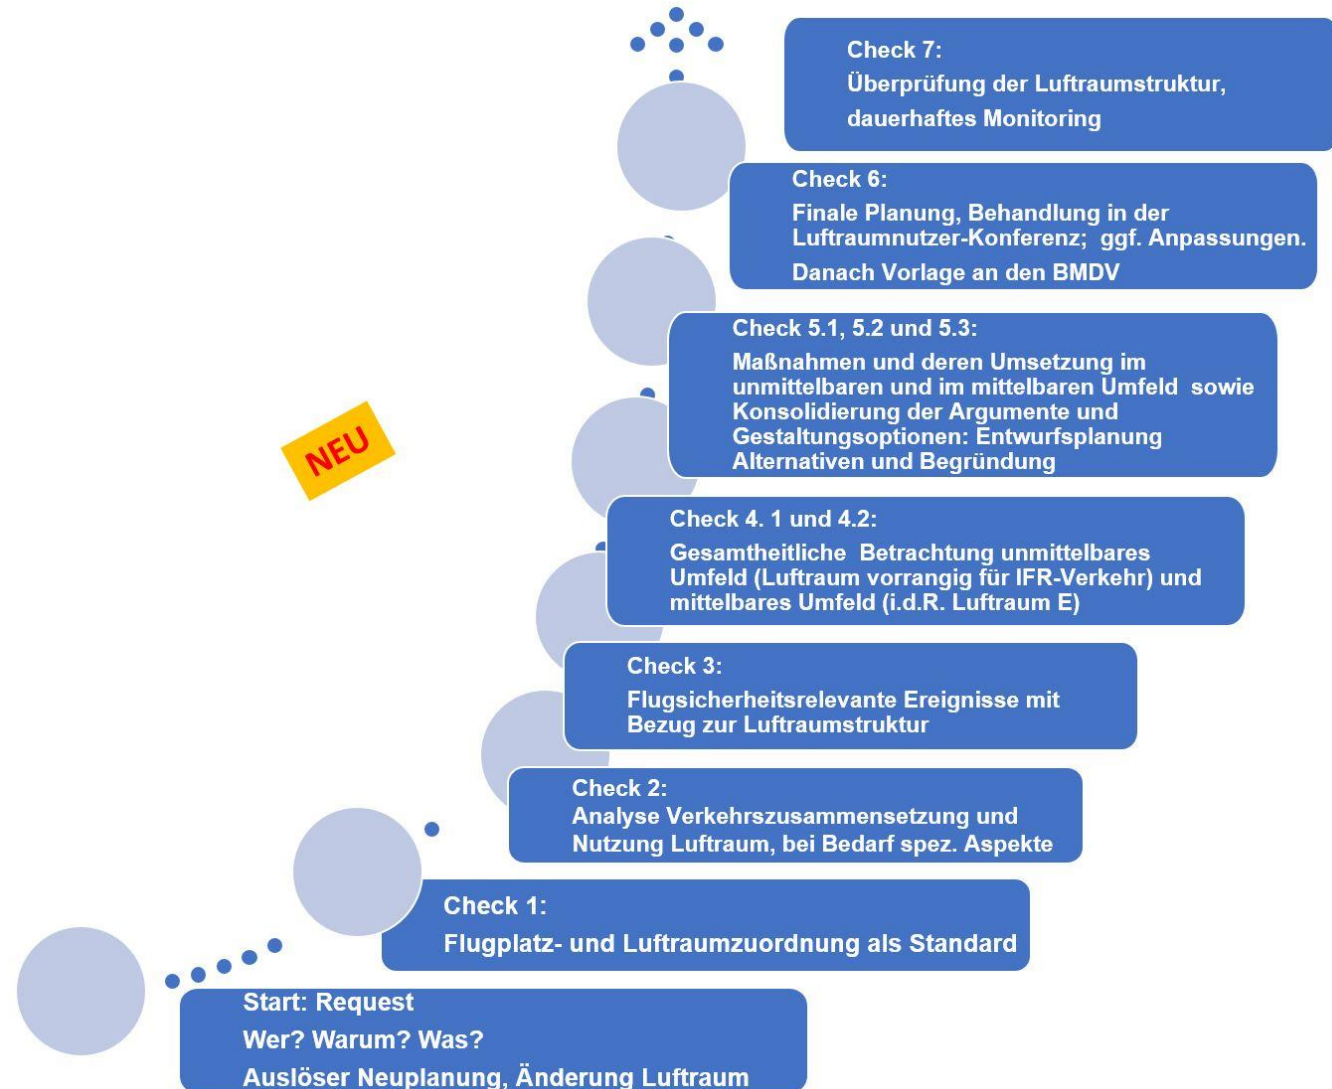 Check 7:
Überprüfung der Luftraumstruktur,
dauerhaftes Monitoring
Check 6:
Finale Planung, Behandlung in der
Luftraumnutzer-Konferenz; ggf. Anpassungen.
Danach Vorlage an den BMDV
Check 5.1, 5.2 und 5.3:
Maßnahmen und deren Umsetzung im
unmittelbaren und im mittelbaren Umfeld sowie
Konsolidierung der Argumente und
Gestaltungsoptionen: Entwurfsplanung
Alternativen und Begründung
NEU
Check 4. 1 und 4.2:
Gesamtheitliche Betrachtung unmittelbares
Umfeld (Luftraum vorrangig für IFR-Verkehr) und
mittelbares Umfeld (i.d.R. Luftraum E)
Check 3:
Flugsicherheitsrelevante Ereignisse mit
Bezug zur Luftraumstruktur
Check 2:
Analyse Verkehrszusammensetzung und
Nutzung Luftraum, bei Bedarf spez. Aspekte
Check 1:
Flugplatz- und Luftraumzuordnung als Standard
Start: Request
Wer? Warum? Was?
Auslöser Neuplanung, Änderung Luftraum